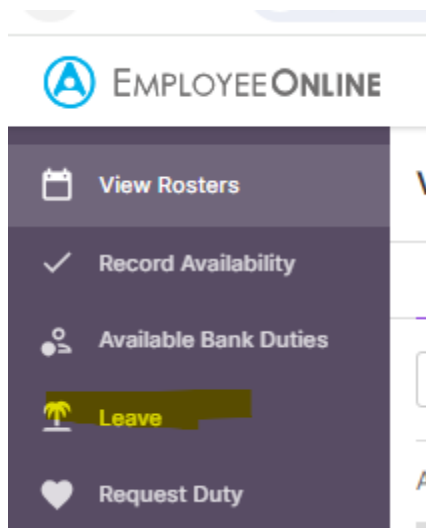 EMPLOYEEONLINE
View Rosters
Record Availability
Available Bank Duties
Leave
Request Duty